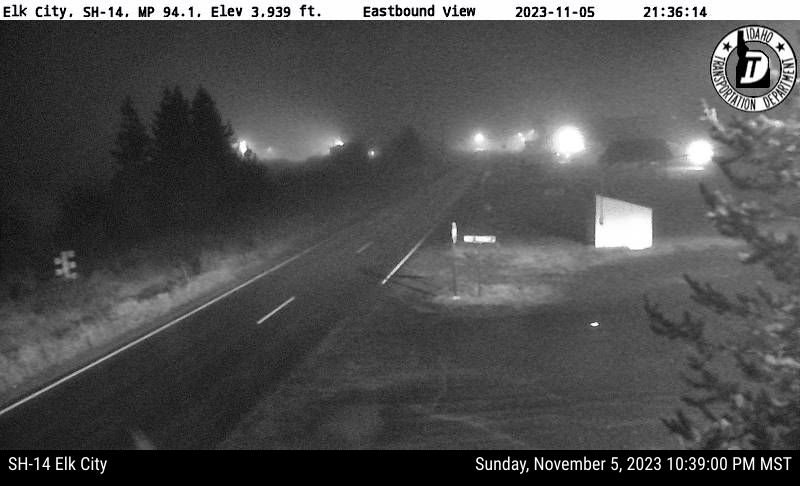 Elk City, SH-14, MP 94.1, Elev 3,939 ft. Eastbound View 2023-11-05 21:36:14
IDAHO
TRANSPORTATION DEPARTMENT
SH-14 Elk City Sunday, November 5, 2023 10:39:00 PM MST